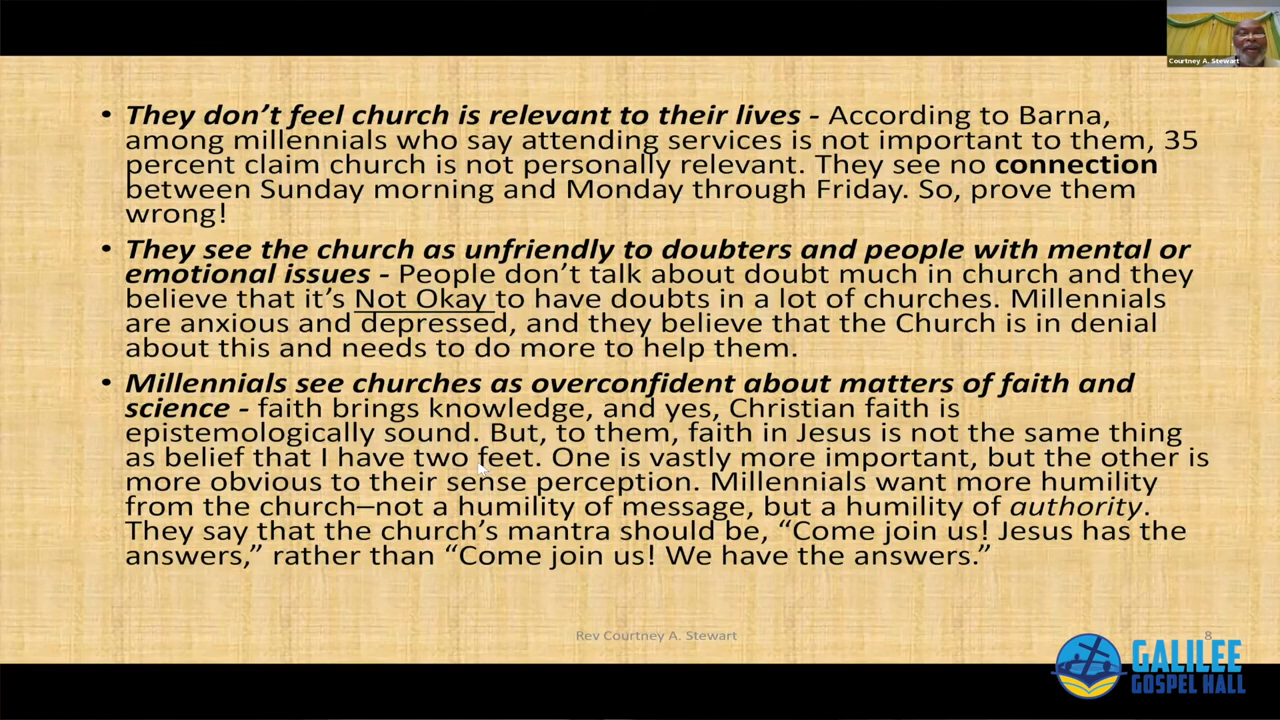 Courtney A. Stewart
• They don’t feel church is relevant to their lives - According to Barna,
among millennials who say attending services is not important to them, 35
percent claim church is not personally relevant. They see no connection
between Sunday morning and Monday through Friday. So, prove them
wrong!
• They see the church as unfriendly to doubters and people with mental or
emotional issues - People don’t talk about doubt much in church and they
believe that it’s Not Okay to have doubts in a lot of churches. Millennials
are anxious and depressed, and they believe that the Church is in denial
about this and needs to do more to help them.
• Millennials see churches as overconfident about matters of faith and
science - faith brings knowledge, and yes, Christian faith is
epistemologically sound. But, to them, faith in Jesus is not the same thing
as belief that I have two feet. One is vastly more important, but the other is
more obvious to their sense perception. Millennials want more humility
from the church–not a humility of message, but a humility of authority.
They say that the church’s mantra should be, “Come join us! Jesus has the
answers,” rather than “Come join us! We have the answers.”
Rev Courtney A. Stewart
8
GALILEE
GOSPEL HALL